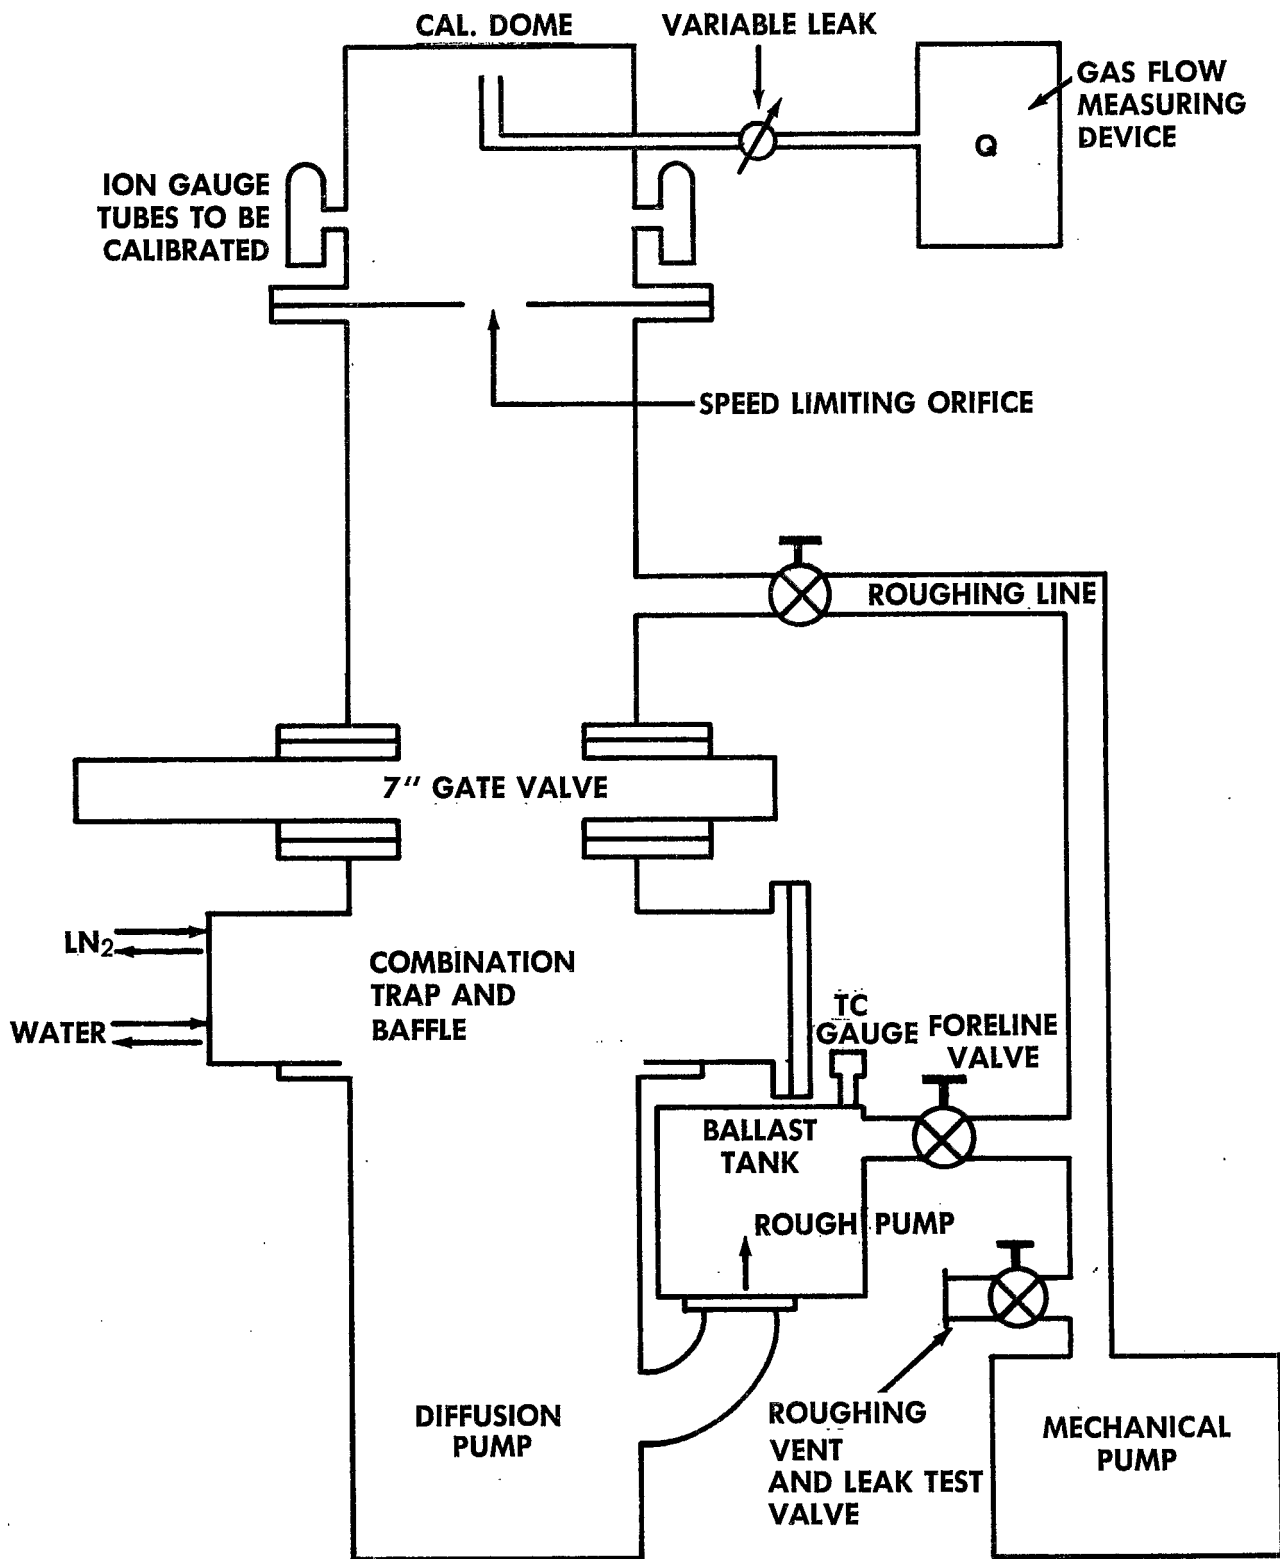 CAL. DOME
VARIABLE LEAK
GAS FLOW
MEASURING
DEVICE
Q
ION GAUGE
TUBES TO BE
CALIBRATED
SPEED LIMITING ORIFICE
ROUGHING LINE
7" GATE VALVE
LN2
WATER
COMBINATION
TRAP AND
BAFFLE
TC
GAUGE
FORELINE
VALVE
BALLAST
TANK
ROUGH PUMP
DIFFUSION
PUMP
ROUGHING
VENT
AND LEAK TEST
VALVE
MECHANICAL
PUMP